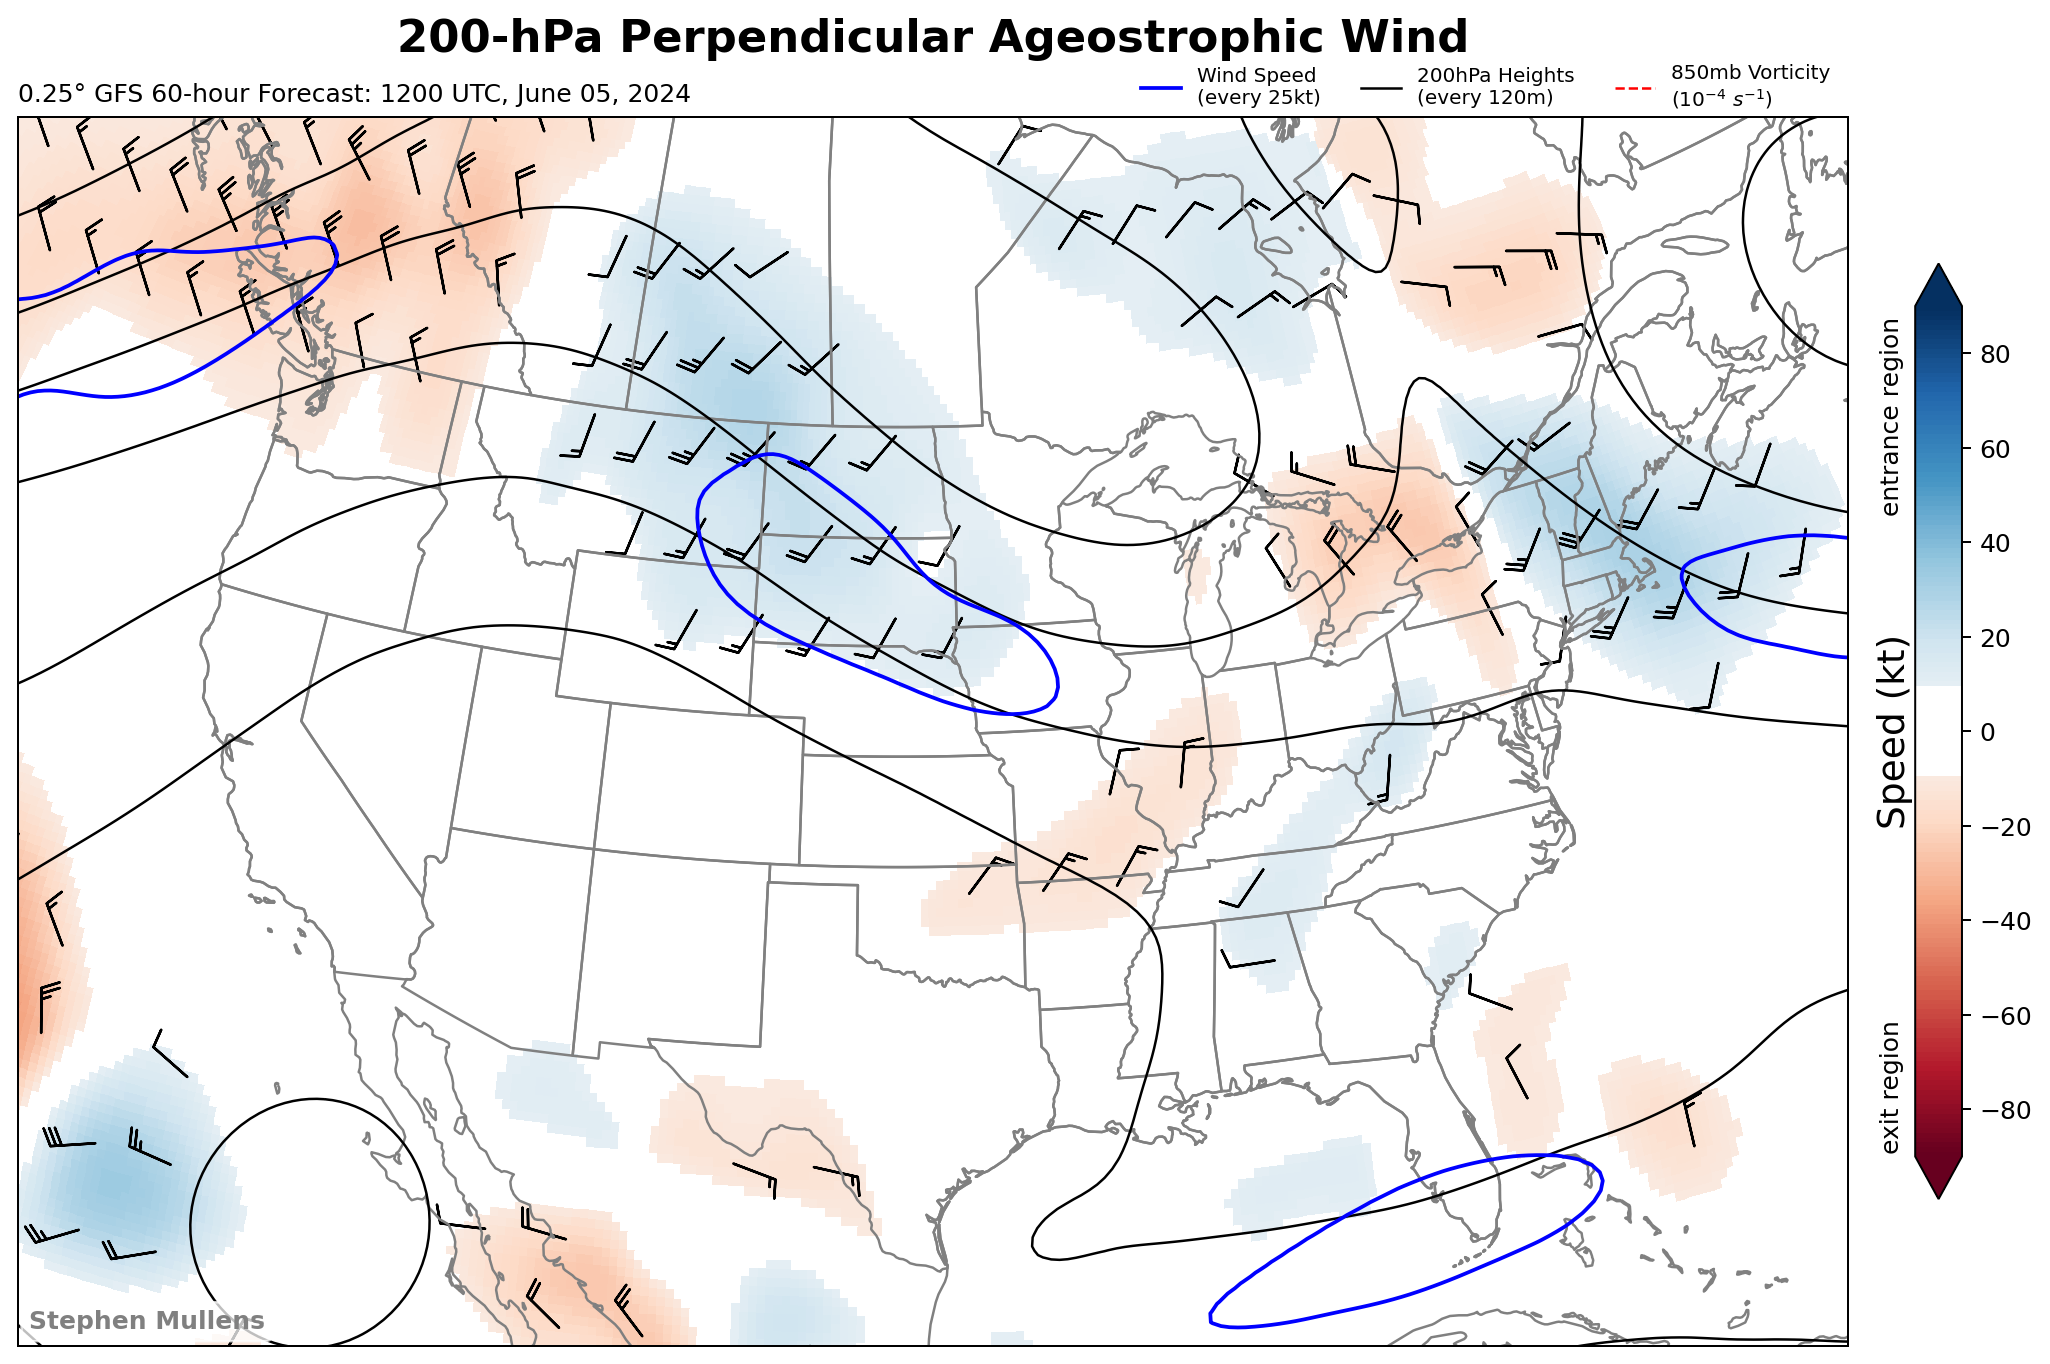 200-hPa Perpendicular Ageostrophic Wind
0.25° GFS 60-hour Forecast: 1200 UTC, June 05, 2024
Wind Speed
(every 25kt)
200hPa Heights
(every 120m)
850mb Vorticity
(10⁻⁴ s⁻¹)
entrance region
Speed (kt)
exit region
80
60
40
20
0
−20
−40
−60
−80
Stephen Mullens